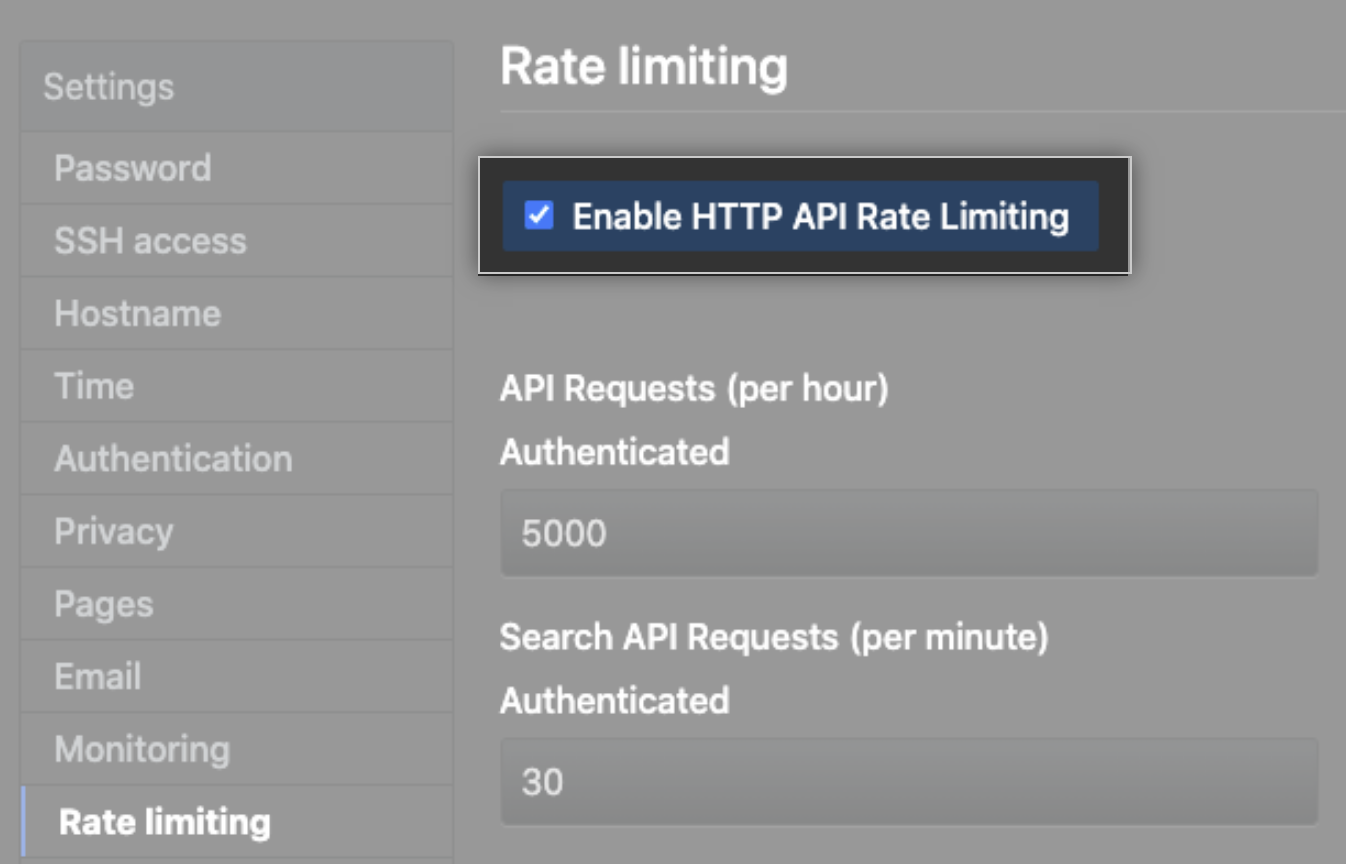 Settings
Password
SSH access
Hostname
Time
Authentication
Privacy
Pages
Email
Monitoring
Rate limiting
Rate limiting
Enable HTTP API Rate Limiting
API Requests (per hour)
Authenticated
5000
Search API Requests (per minute)
Authenticated
30